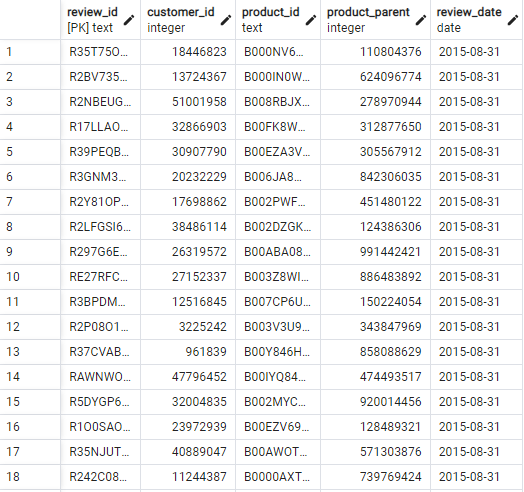 review_id customer_id product_id product_parent review_date
[PK] text integer text integer date
1 R35T75O... 18446823 B000NV6... 110804376 2015-08-31
2 R2BV735... 13724367 B000IN0W... 624096774 2015-08-31
3 R2NBEUG... 51001958 B008RBJX... 278970944 2015-08-31
4 R17LLAO... 32866903 B00FK8W... 312877650 2015-08-31
5 R39PEQB... 30907790 B00EZA3V... 305567912 2015-08-31
6 R3GNM3... 20232229 B006JA8... 842306035 2015-08-31
7 R2Y81OP... 17698862 B002PWF... 451480122 2015-08-31
8 R2LFGSI6... 38486114 B002DZGK... 124386306 2015-08-31
9 R297G6E... 26319572 B00ABA08... 991442421 2015-08-31
10 RE27RFC... 27152337 B003Z8WI... 886483892 2015-08-31
11 R3BPDM... 12516845 B007CP6U... 150224054 2015-08-31
12 R2P08O1... 3225242 B003V3U9... 343847969 2015-08-31
13 R37CVAB... 961839 B00Y846H... 858088629 2015-08-31
14 RAWNWO... 47796452 B00IYQ84... 474493517 2015-08-31
15 R5DYGP6... 32004835 B002MYC... 920014456 2015-08-31
16 R1O0SAO... 23972939 B00EZV69... 128489321 2015-08-31
17 R35NJUT... 40889047 B00AWOT... 571303876 2015-08-31
18 R242C08... 11244387 B0000AXT... 739769424 2015-08-31